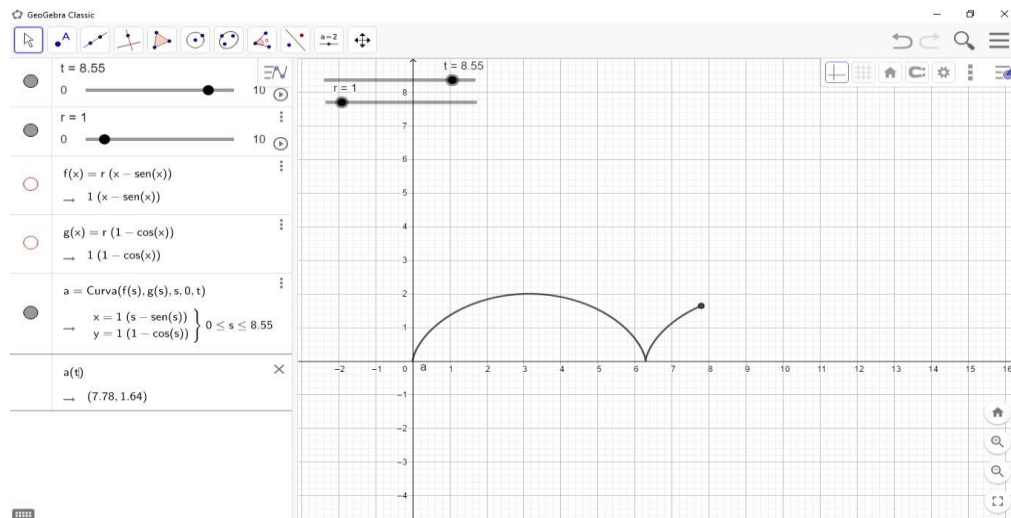 GeoGebra Classic
A
a=2
t = 8.55
0
10
r = 1
0
10
f(x) = r (x − sen(x))
→ 1 (x − sen(x))
g(x) = r (1 − cos(x))
→ 1 (1 − cos(x))
a = Curva(f(s), g(s), s, 0, t)
x = 1 (s − sen(s))
→ } 0 ≤ s ≤ 8.55
y = 1 (1 − cos(s))
a(t)
→ (7.78, 1.64)
t = 8.55
r = 1
8
7
6
5
4
3
2
1
−2 −1 0 a 1 2 3 4 5 6 7 8 9 10 11 12 13 14 15 16
−1
−2
−3
−4